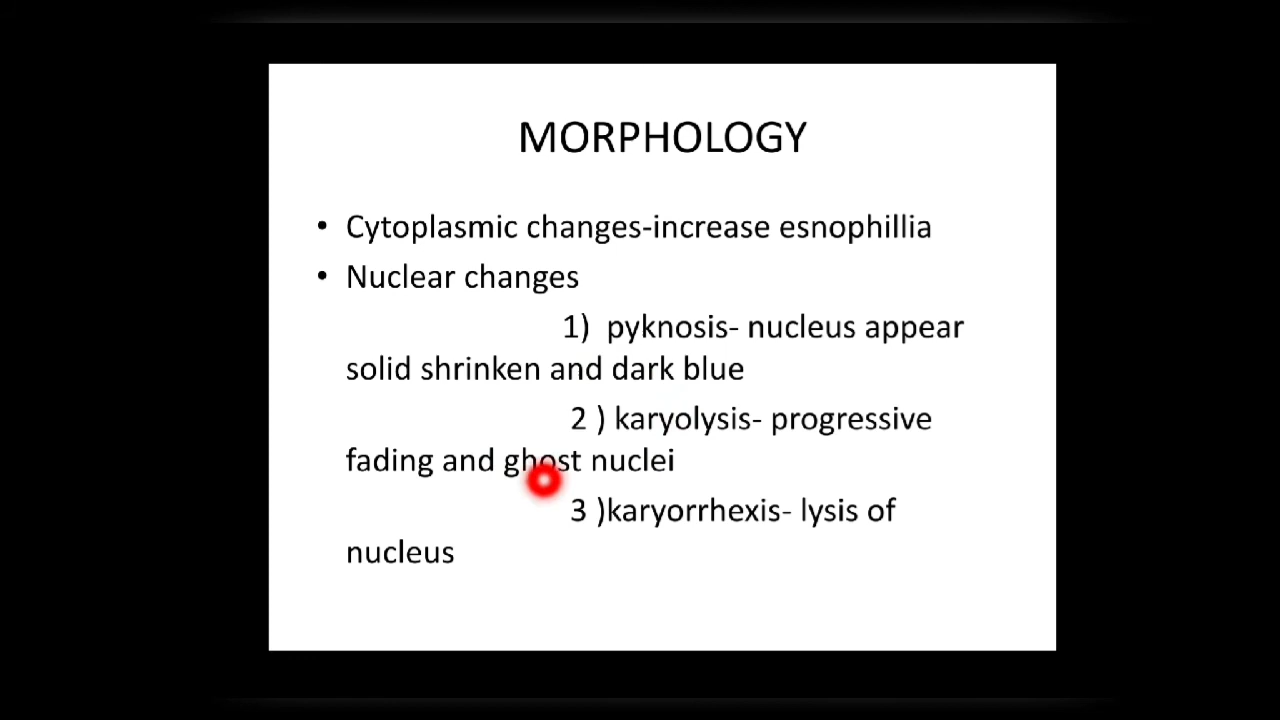 MORPHOLOGY
• Cytoplasmic changes-increase esnophillia
• Nuclear changes
1) pyknosis- nucleus appear
solid shrinken and dark blue
2 ) karyolysis- progressive
fading and ghost nuclei
3 )karyorrhexis- lysis of
nucleus